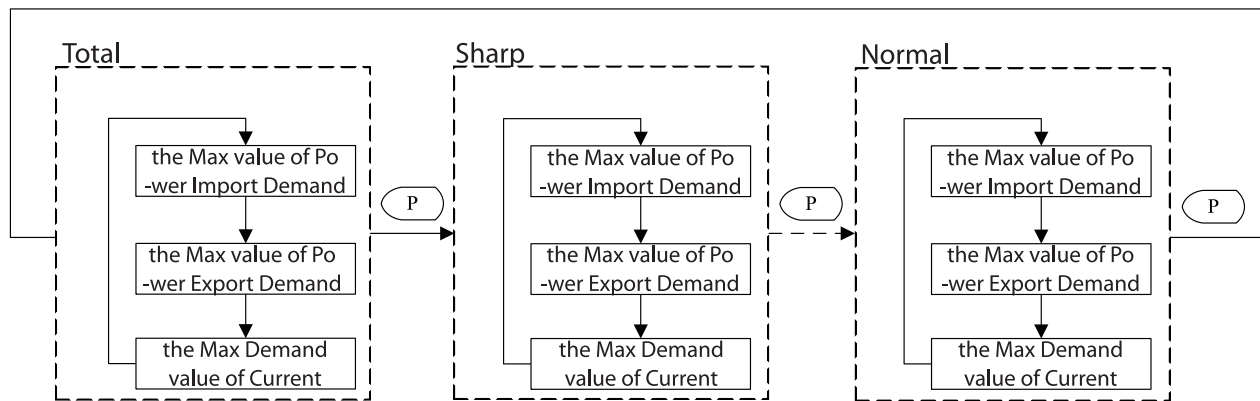 Total
the Max value of Po
-wer Import Demand
the Max value of Po
-wer Export Demand
the Max Demand
value of Current
P
Sharp
the Max value of Po
-wer Import Demand
the Max value of Po
-wer Export Demand
the Max Demand
value of Current
P
Normal
the Max value of Po
-wer Import Demand
the Max value of Po
-wer Export Demand
the Max Demand
value of Current
P